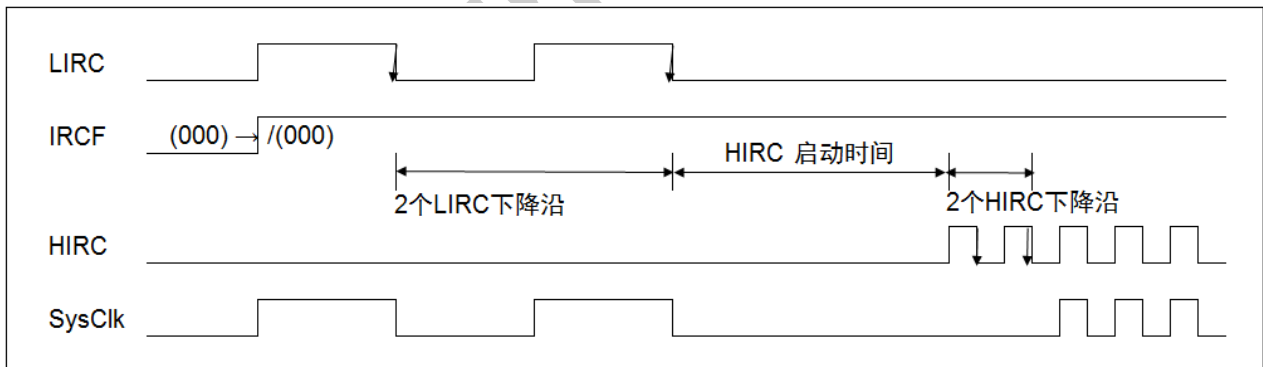 LIRC
IRCF (000) → /(000)
HIRC 启动时间
2个LIRC下降沿 2个HIRC下降沿
HIRC
SysClk